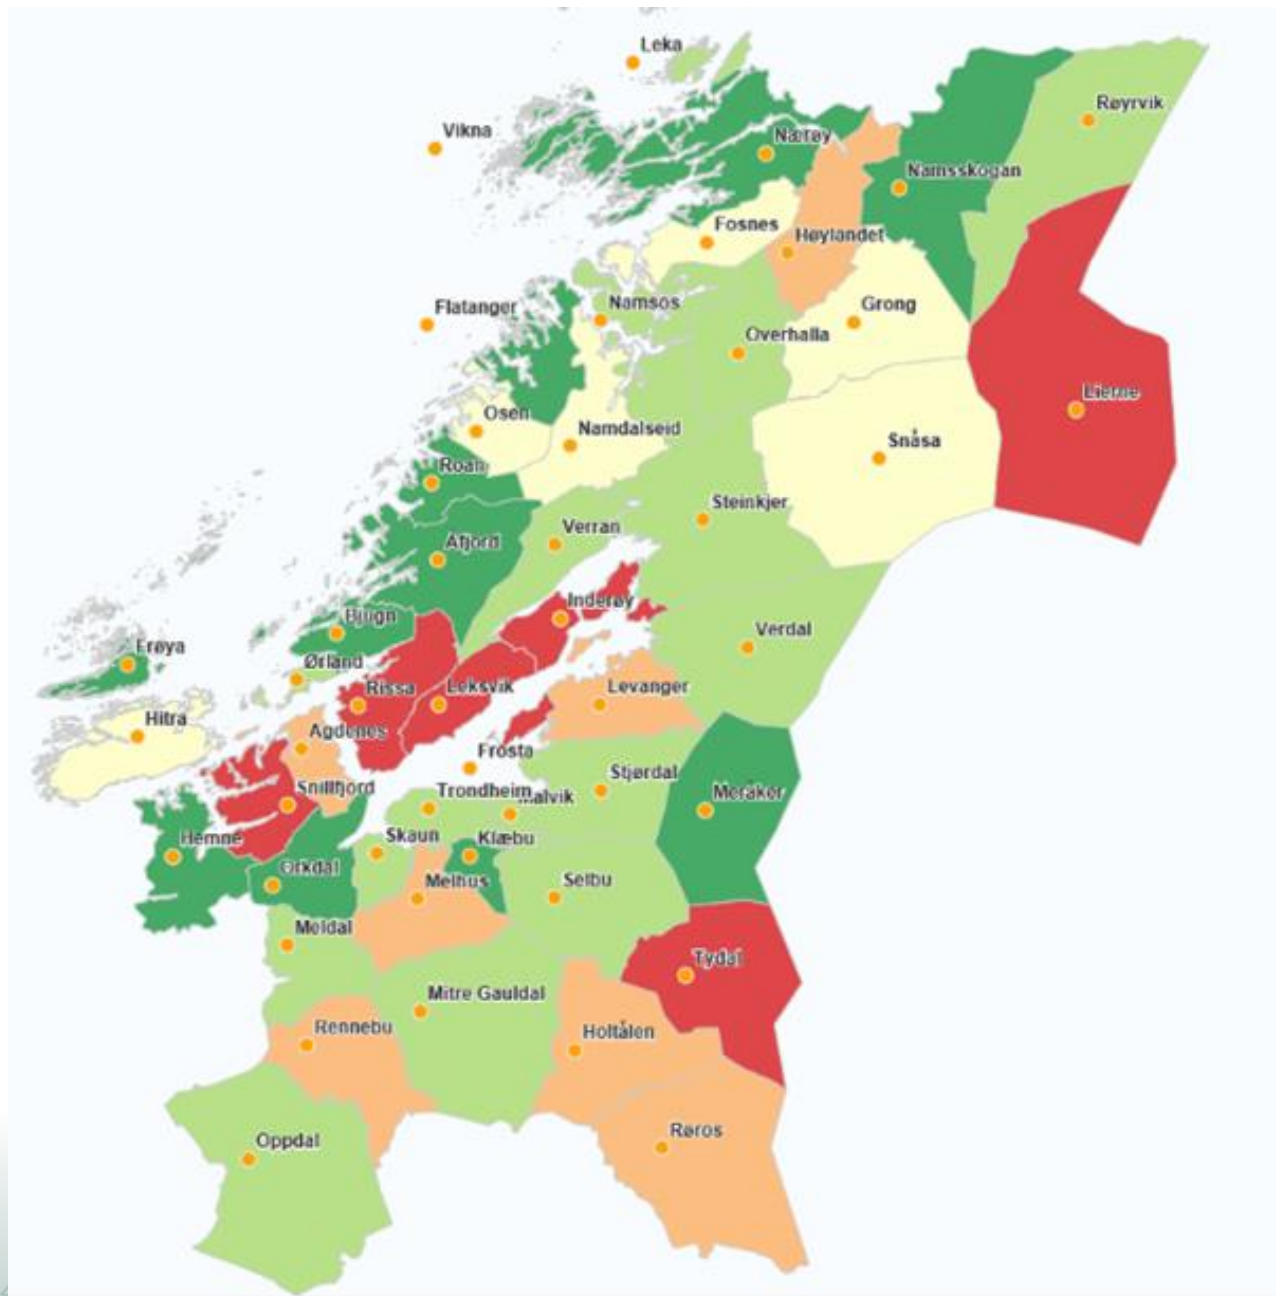 Leka
Røyrvik
Vikna
Nærøy
Namsskogan
Fosnes
Høylandet
Namsos
Flatanger
Grong
Overhalla
Lierne
Osen
Namdalseid
Snåsa
Roan
Steinkjer
Verran
Åfjord
Inderøy
Bjugn
Verdal
Frøya
Ørland
Rissa
Leksvik
Levanger
Hitra
Agdenes
Frosta
Stjørdal
Snillfjord
Trondheim
Malvik
Meråker
Hemne
Skaun
Klæbu
Orkdal
Melhus
Selbu
Meldal
Tydal
Mitre Gauldal
Rennebu
Holtålen
Røros
Oppdal